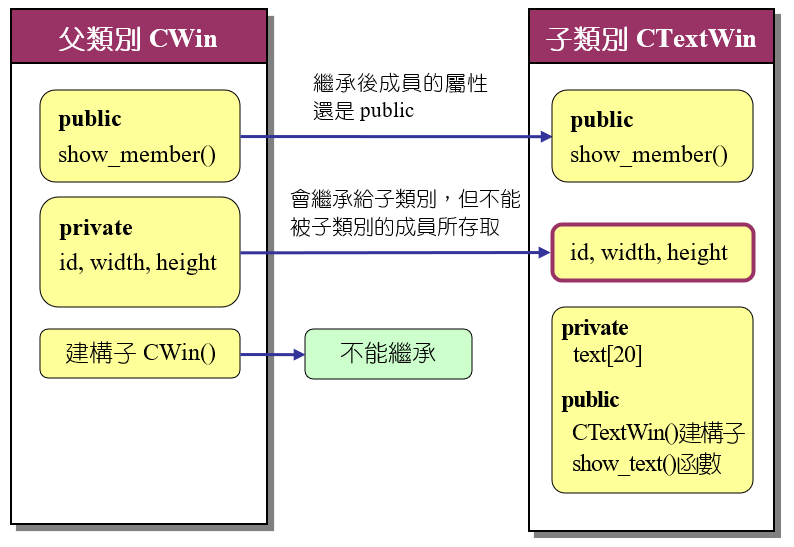 父類別 CWin
public
show_member()
private
id, width, height
建構子 CWin()
繼承後成員的屬性
還是 public
會繼承給子類別，但不能
被子類別的成員所存取
不能繼承
子類別 CTextWin
public
show_member()
id, width, height
private
text[20]
public
CTextWin()建構子
show_text()函數